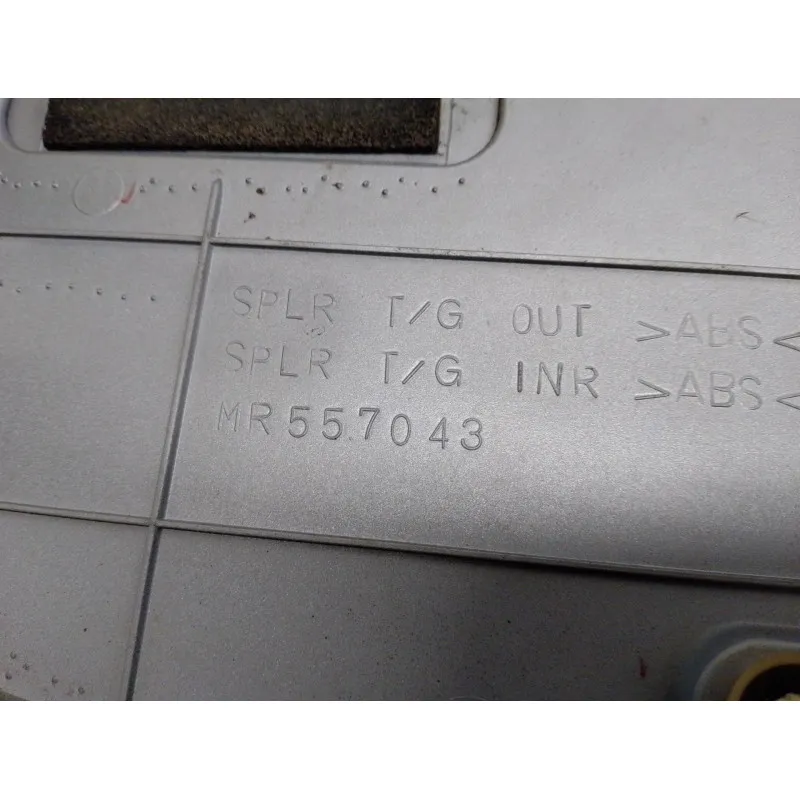 SPLR T/G OUT >ABS<
SPLR T/G INR >ABS<
MR557043